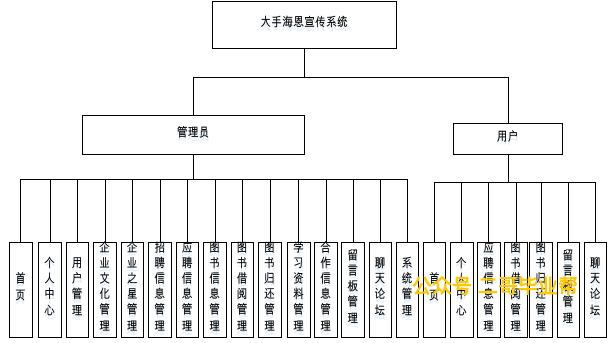 大手海恩宣传系统
管理员
用户
首页
个人中心
用户管理
企业文化管理
企业之星管理
招聘信息管理
应聘信息管理
图书信息管理
图书借阅管理
图书归还管理
学习资料管理
合作信息管理
留言板管理
聊天论坛
系统管理
首页
个人中心
应聘信息管理
图书借阅管理
图书归还管理
留言板管理
聊天论坛
公众号 二哥毕业帮